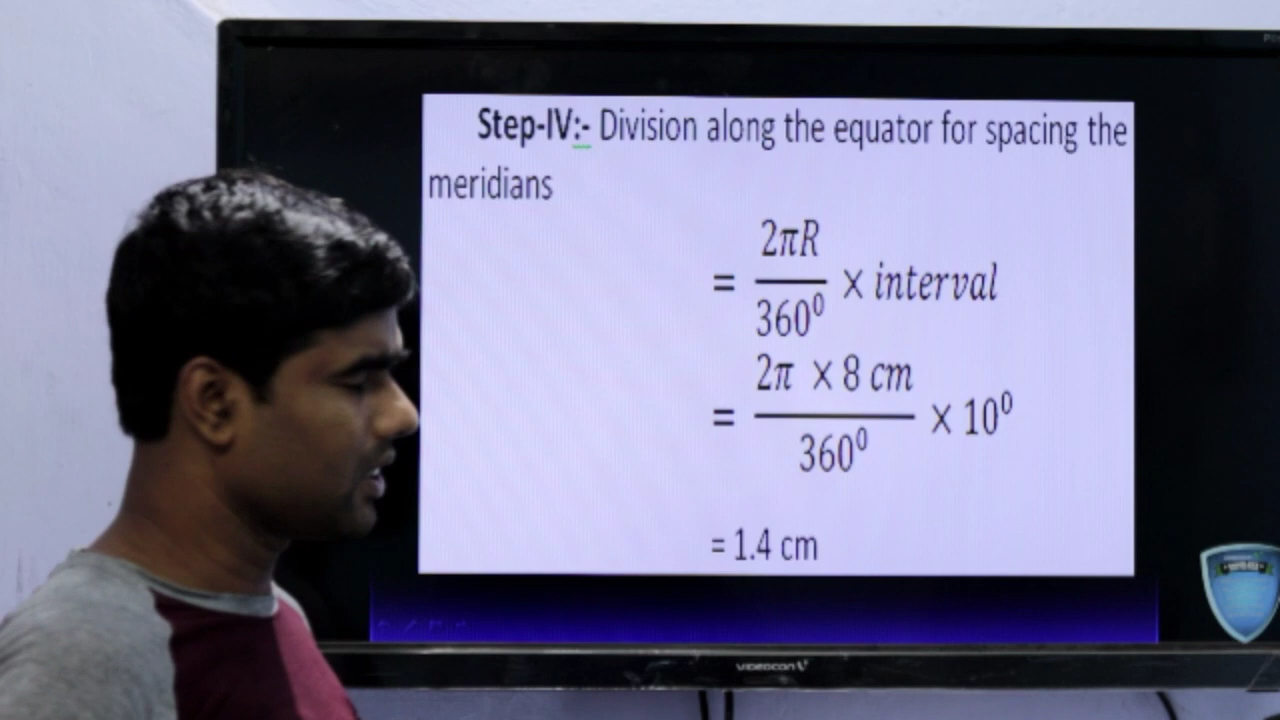 Step-IV:- Division along the equator for spacing the
meridians
= 2πR / 360⁰ × interval
= 2π × 8 cm / 360⁰ × 10⁰
= 1.4 cm
VIDEOCON